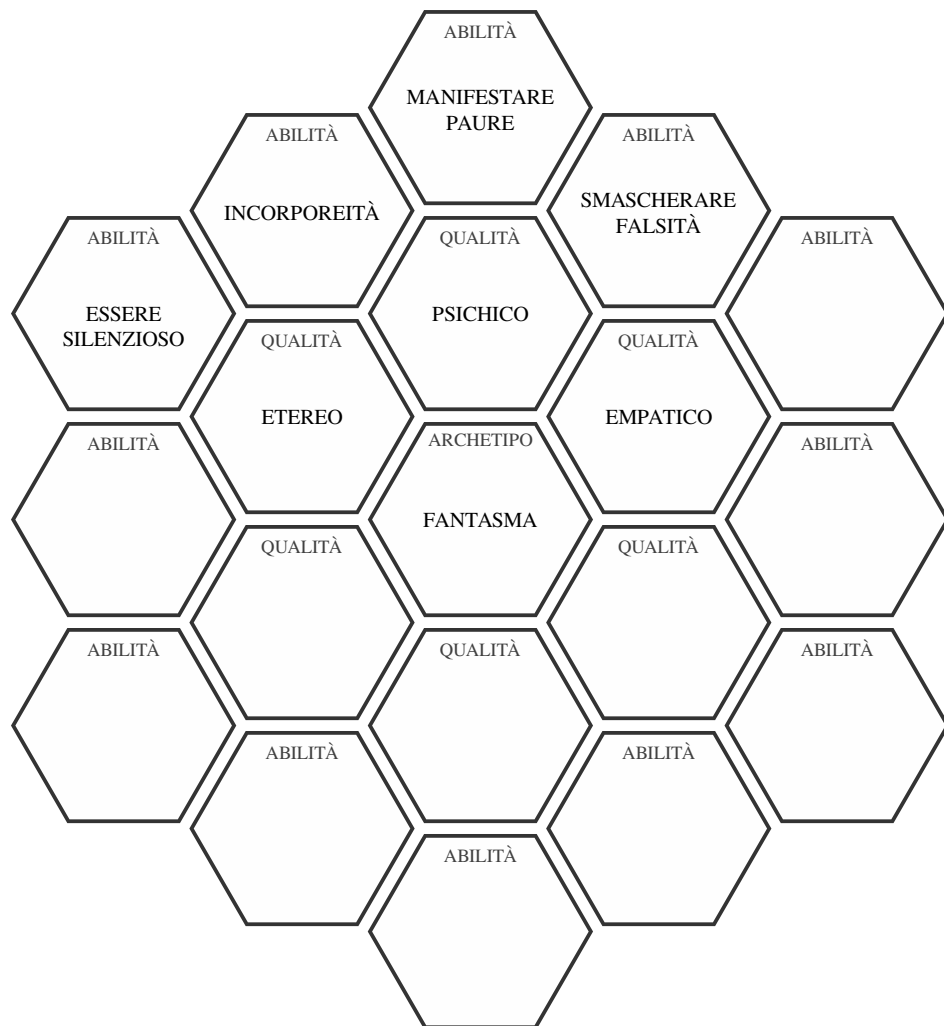 ABILITÀ
MANIFESTARE
PAURE
ABILITÀ
INCORPOREITÀ
ABILITÀ
SMASCHERARE
FALSITÀ
ABILITÀ
ESSERE
SILENZIOSO
QUALITÀ
PSICHICO
ABILITÀ
QUALITÀ
ETEREO
QUALITÀ
EMPATICO
ABILITÀ
ARCHETIPO
FANTASMA
ABILITÀ
QUALITÀ
QUALITÀ
ABILITÀ
QUALITÀ
ABILITÀ
ABILITÀ
ABILITÀ
ABILITÀ